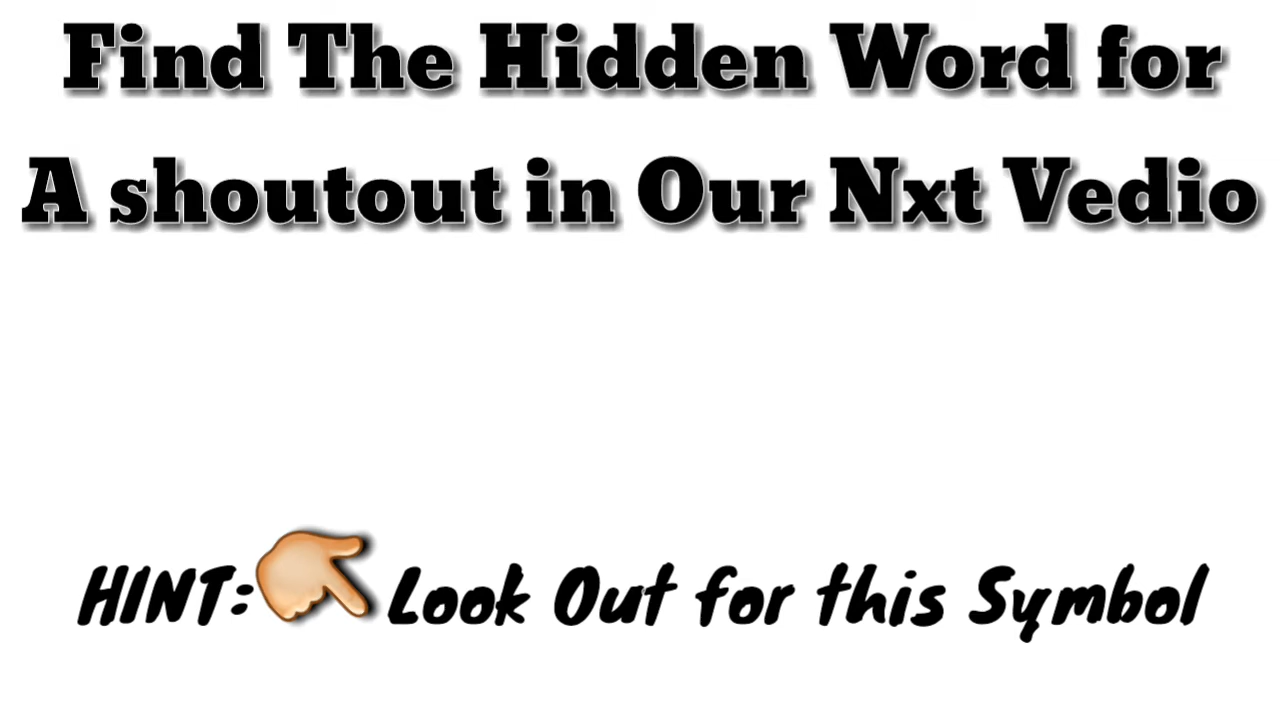 Find The Hidden Word for
A shoutout in Our Nxt Vedio
HINT: Look Out for this Symbol